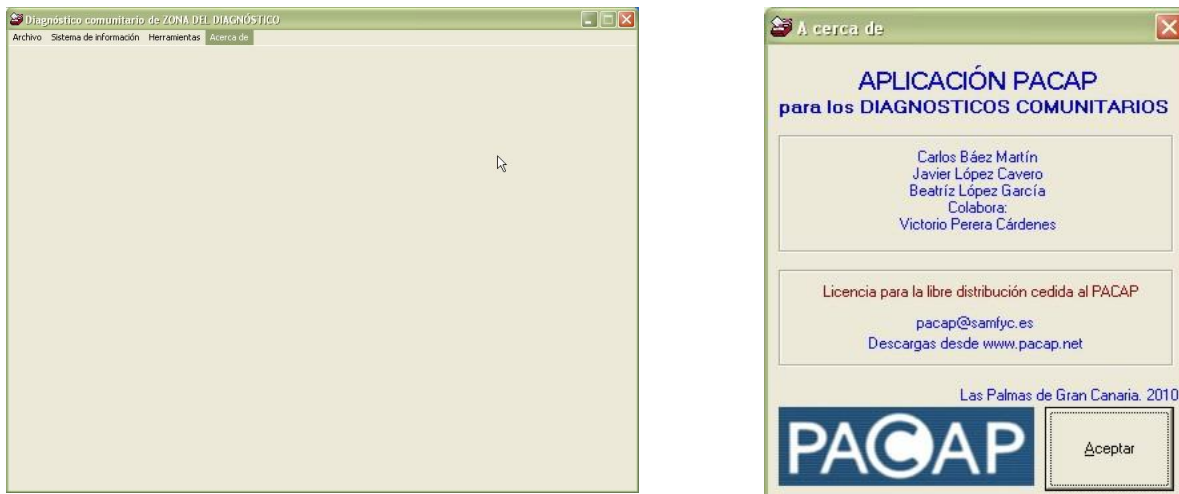 Diagnóstico comunitario de ZONA DEL DIAGNÓSTICO
Archivo Sistema de información Herramientas Acerca de
A cerca de
APLICACIÓN PACAP
para los DIAGNOSTICOS COMUNITARIOS
Carlos Báez Martín
Javier López Cavero
Beatríz López García
Colabora:
Victorio Perera Cárdenes
Licencia para la libre distribución cedida al PACAP
pacap@samfyc.es
Descargas desde www.pacap.net
Las Palmas de Gran Canaria. 2010
PACAP
Aceptar